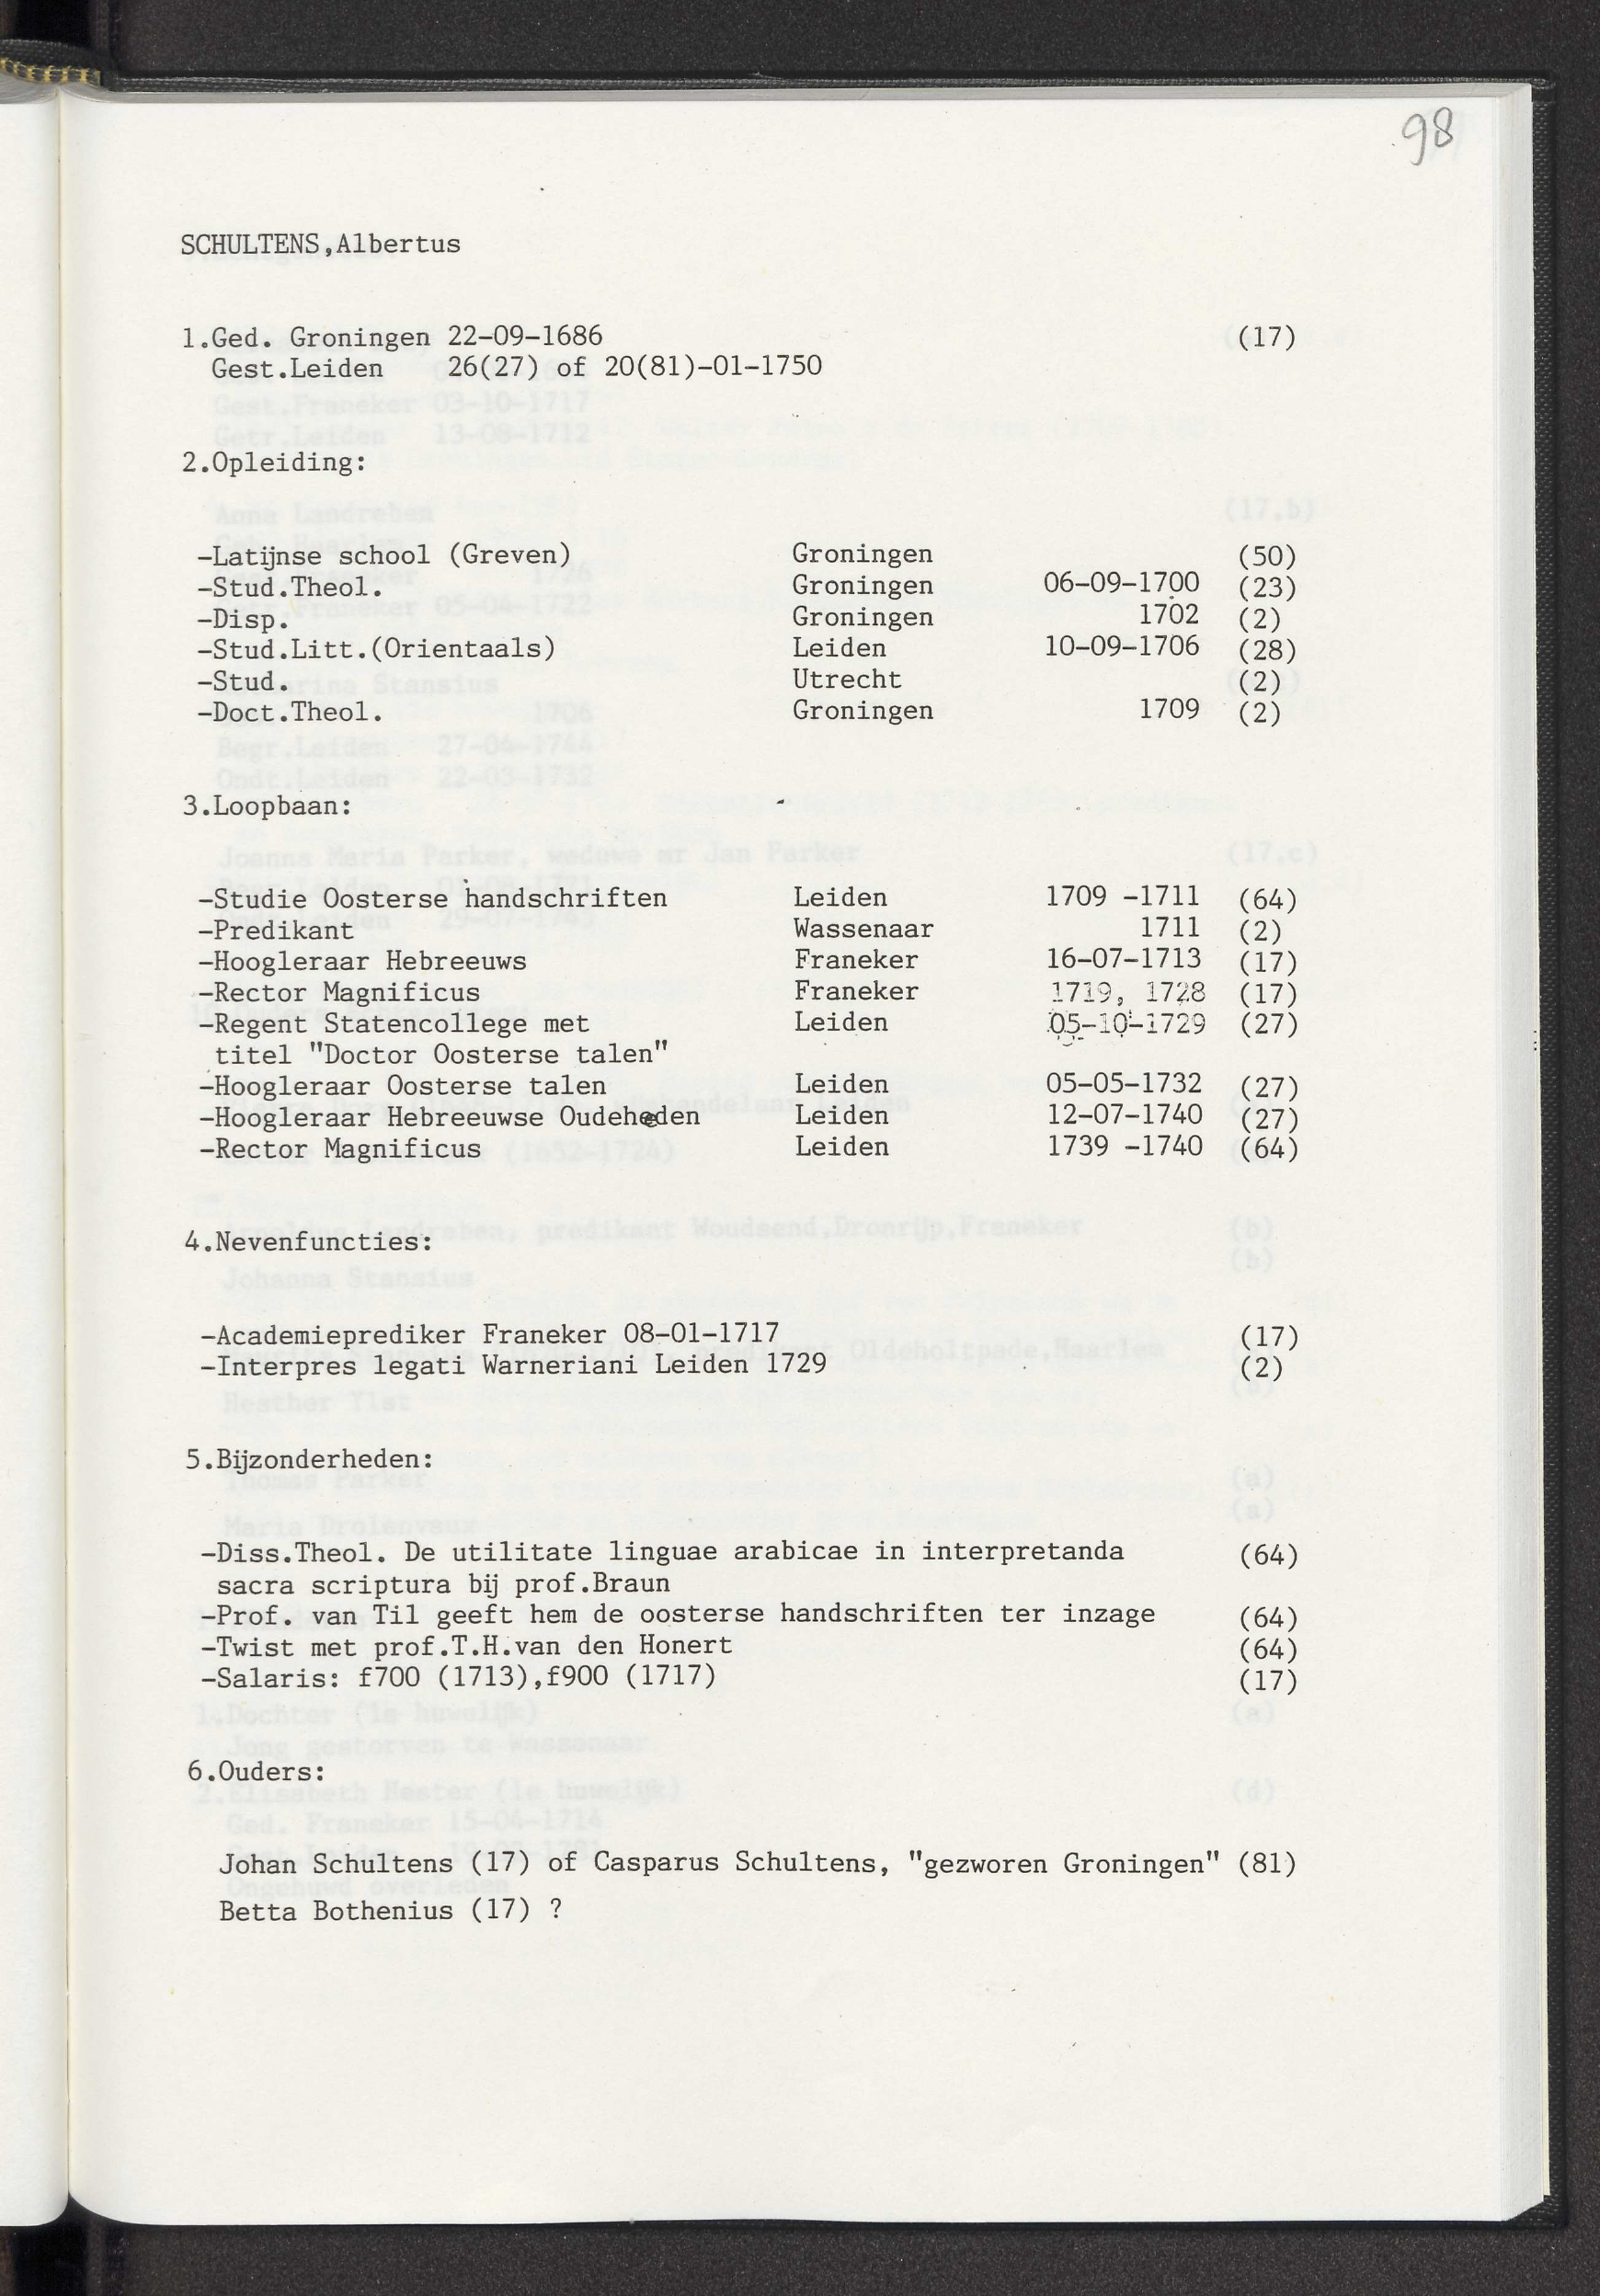 98
SCHULTENS,Albertus
1.Ged. Groningen 22-09-1686 (17)
Gest.Leiden 26(27) of 20(81)-01-1750
2.Opleiding:
-Latijnse school (Greven) Groningen (50)
-Stud.Theol. Groningen 06-09-1700 (23)
-Disp. Groningen 1702 (2)
-Stud.Litt.(Orientaals) Leiden 10-09-1706 (28)
-Stud. Utrecht (2)
-Doct.Theol. Groningen 1709 (2)
3.Loopbaan:
-Studie Oosterse handschriften Leiden 1709 -1711 (64)
-Predikant Wassenaar 1711 (2)
-Hoogleraar Hebreeuws Franeker 16-07-1713 (17)
-Rector Magnificus Franeker 1719, 1728 (17)
-Regent Statencollege met Leiden 05-10-1729 (27)
titel "Doctor Oosterse talen"
-Hoogleraar Oosterse talen Leiden 05-05-1732 (27)
-Hoogleraar Hebreeuwse Oudeheden Leiden 12-07-1740 (27)
-Rector Magnificus Leiden 1739 -1740 (64)
4.Nevenfuncties:
-Academieprediker Franeker 08-01-1717 (17)
-Interpres legati Warneriani Leiden 1729 (2)
5.Bijzonderheden:
-Diss.Theol. De utilitate linguae arabicae in interpretanda (64)
sacra scriptura bij prof.Braun
-Prof. van Til geeft hem de oosterse handschriften ter inzage (64)
-Twist met prof.T.H.van den Honert (64)
-Salaris: f700 (1713),f900 (1717) (17)
6.Ouders:
Johan Schultens (17) of Casparus Schultens, "gezworen Groningen" (81)
Betta Bothenius (17) ?